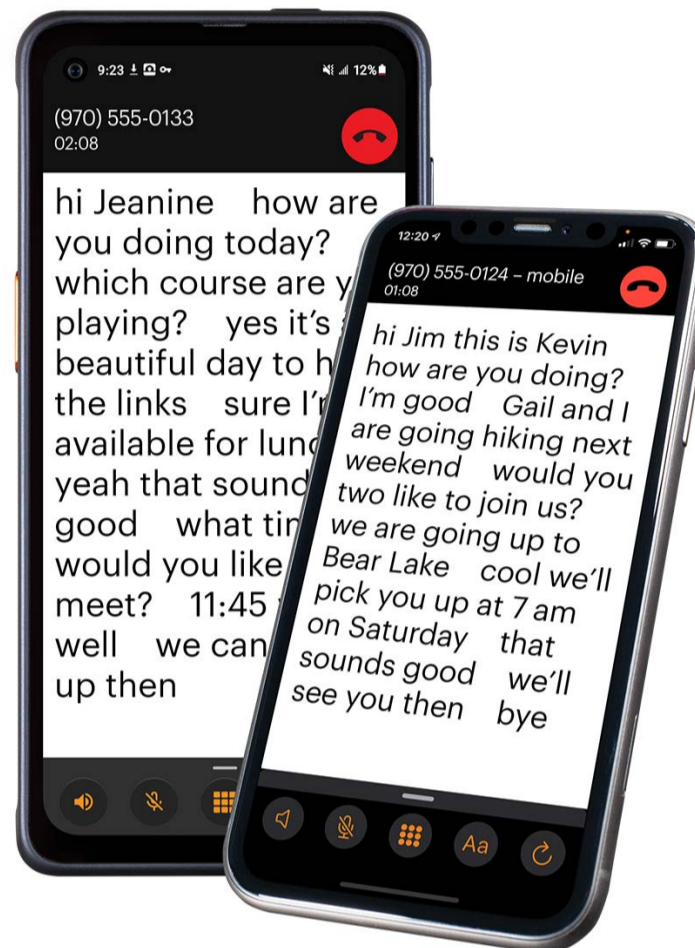 9:23
12%
(970) 555-0133
02:08
hi Jeanine how are
you doing today?
which course are
playing? yes it's
beautiful day to
the links sure
available for
yeah that sound
good what
would you like
meet? 11:45
well we can
up then
12:20
(970) 555-0124 – mobile
01:08
hi Jim this is Kevin
how are you doing?
I'm good Gail and I
are going hiking next
weekend would you
two like to join us?
we are going up to
Bear Lake cool we'll
pick you up at 7 am
on Saturday that
sounds good we'll
see you then bye
Aa